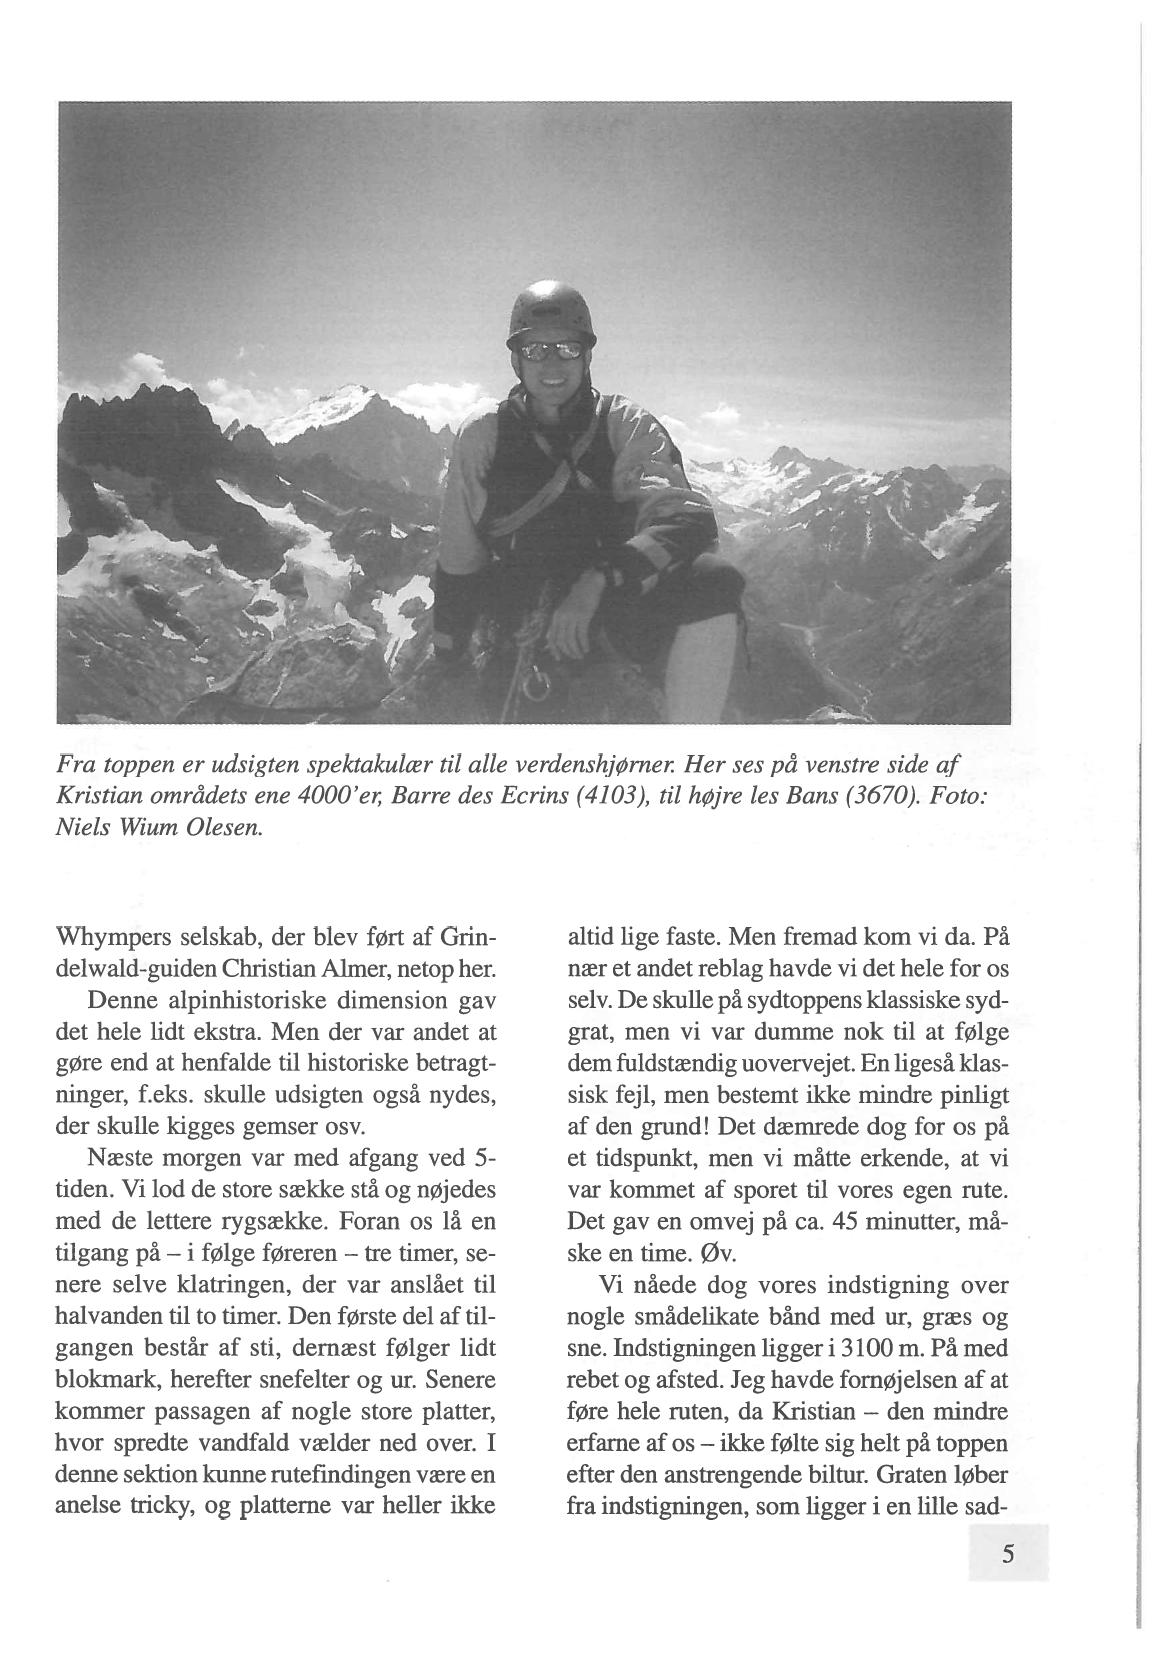 Fra toppen er udsigten spektakulær til alle verdenshjørner. Her ses på venstre side af
Kristian områdets ene 4000'er, Barre des Ecrins (4103), til højre les Bans (3670). Foto:
Niels Wium Olesen.
Whympers selskab, der blev ført af Grin-
delwald-guiden Christian Almer, netop her.
Denne alpinhistoriske dimension gav
det hele lidt ekstra. Men der var andet at
gøre end at henfalde til historiske betragt-
ninger, f.eks. skulle udsigten også nydes,
der skulle kigges gemser osv.
Næste morgen var med afgang ved 5-
tiden. Vi lod de store sække stå og nøjedes
med de lettere rygsække. Foran os lå en
tilgang på – i følge føreren – tre timer, se-
nere selve klatringen, der var anslået til
halvanden til to timer. Den første del af til-
gangen består af sti, dernæst følger lidt
blokmark, herefter snefelter og ur. Senere
kommer passagen af nogle store platter,
hvor spredte vandfald vælder ned over. I
denne sektion kunne rutefindingen være en
anelse tricky, og platterne var heller ikke
altid lige faste. Men fremad kom vi da. På
nær et andet reblag havde vi det hele for os
selv. De skulle på sydtoppens klassiske syd-
grat, men vi var dumme nok til at følge
dem fuldstændig uovervejet. En ligeså klas-
sisk fejl, men bestemt ikke mindre pinligt
af den grund! Det dæmrede dog for os på
et tidspunkt, men vi måtte erkende, at vi
var kommet af sporet til vores egen rute.
Det gav en omvej på ca. 45 minutter, må-
ske en time. Øv.
Vi nåede dog vores indstigning over
nogle smådelikate bånd med ur, græs og
sne. Indstigningen ligger i 3100 m. På med
rebet og afsted. Jeg havde fornøjelsen af at
føre hele ruten, da Kristian – den mindre
erfarne af os – ikke følte sig helt på toppen
efter den anstrengende biltur. Graten løber
fra indstigningen, som ligger i en lille sad-
5